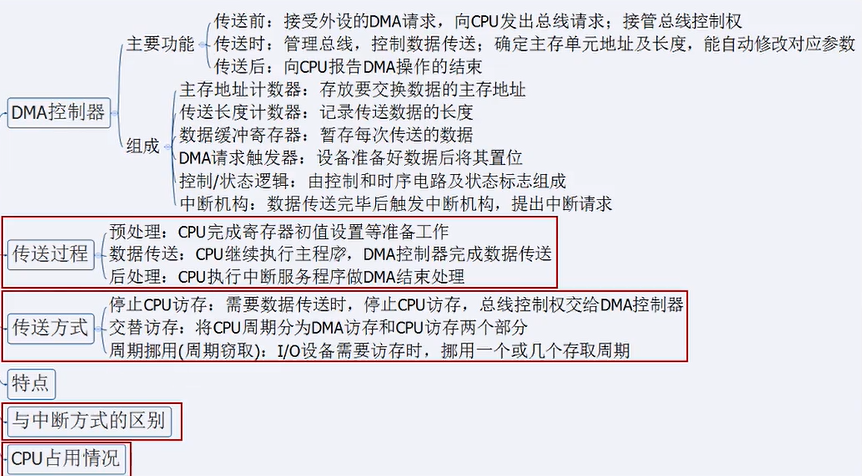 传送前：接受外设的DMA请求，向CPU发出总线请求；接管总线控制权
主要功能
传送时：管理总线，控制数据传送；确定主存单元地址及长度，能自动修改对应参数
传送后：向CPU报告DMA操作的结束
DMA控制器
主存地址计数器：存放要交换数据的主存地址
传送长度计数器：记录传送数据的长度
数据缓冲寄存器：暂存每次传送的数据
组成
DMA请求触发器：设备准备好数据后将其置位
控制/状态逻辑：由控制和时序电路及状态标志组成
中断机构：数据传送完毕后触发中断机构，提出中断请求
预处理：CPU完成寄存器初值设置等准备工作
传送过程
数据传送：CPU继续执行主程序，DMA控制器完成数据传送
后处理：CPU执行中断服务程序做DMA结束处理
停止CPU访存：需要数据传送时，停止CPU访存，总线控制权交给DMA控制器
传送方式
交替访存：将CPU周期分为DMA访存和CPU访存两个部分
周期挪用(周期窃取)：I/O设备需要访存时，挪用一个或几个存取周期
特点
与中断方式的区别
CPU占用情况